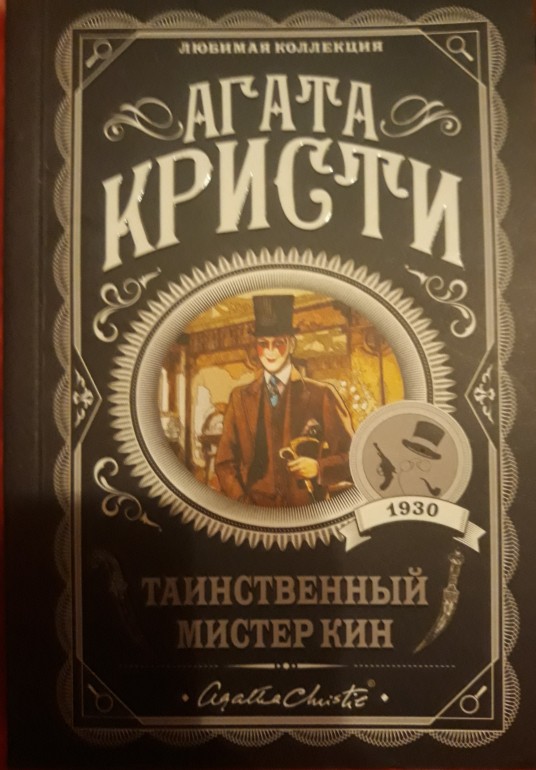 ЛЮБИМАЯ КОЛЛЕКЦИЯ
АГАТА
КРИСТИ
1930
ТАИНСТВЕННЫЙ
МИСТЕР КИН
Agatha Christie®